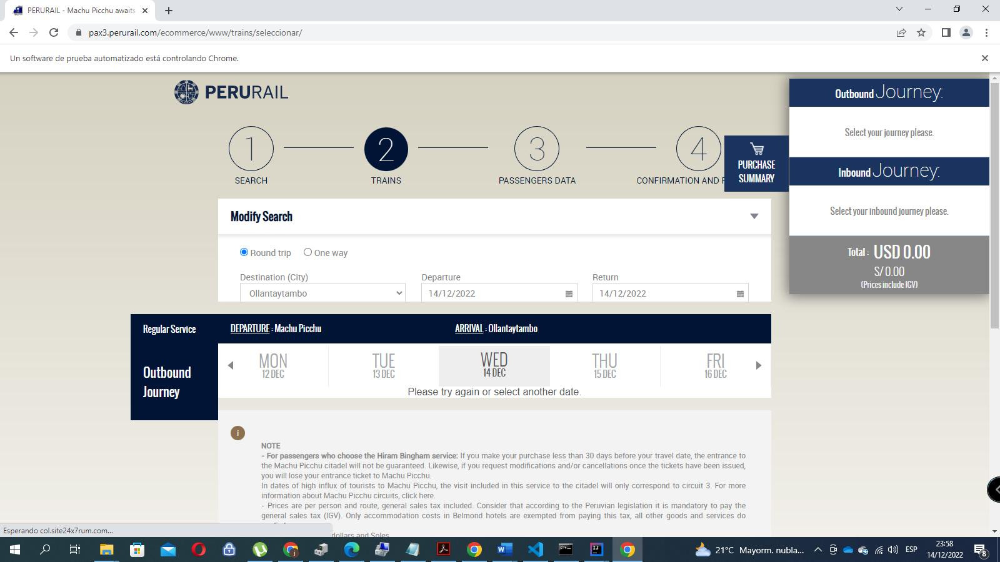 PERURAIL - Machu Picchu awaits
pax3.perurail.com/ecommerce/www/trains/seleccionar/
Un software de prueba automatizado está controlando Chrome.
PERURAIL
1
2
3
4
SEARCH
TRAINS
PASSENGERS DATA
CONFIRMATION AND
PURCHASE
SUMMARY
Outbound Journey:
Select your journey please.
Inbound Journey:
Select your inbound journey please.
Total : USD 0.00
S/ 0.00
(Prices include IGV)
Modify Search
Round trip
One way
Destination (City)
Departure
Return
Ollantaytambo
14/12/2022
14/12/2022
Regular Service
DEPARTURE : Machu Picchu
ARRIVAL : Ollantaytambo
Outbound
Journey
MON
12 DEC
TUE
13 DEC
WED
14 DEC
THU
15 DEC
FRI
16 DEC
Please try again or select another date.
i
NOTE
- For passengers who choose the Hiram Bingham service: If you make your purchase less than 30 days before your travel date, the entrance to
the Machu Picchu citadel will not be guaranteed. Likewise, if you request modifications and/or cancellations once the tickets have been issued,
you will lose your entrance ticket to Machu Picchu.
In dates of high influx of tourists to Machu Picchu, the visit included in this service to the citadel will only correspond to circuit 3. For more
information about Machu Picchu circuits, click here.
- Prices are per person and route, general sales tax included. Consider that according to the Peruvian legislation it is mandatory to pay the
general sales tax (IGV). Only accommodation costs in Belmond hotels are exempted from paying this tax, all other goods and services do
dollars and Soles
Esperando col.site24x7rum.com...
21°C Mayorm. nubla...
ESP
23:58
14/12/2022
8